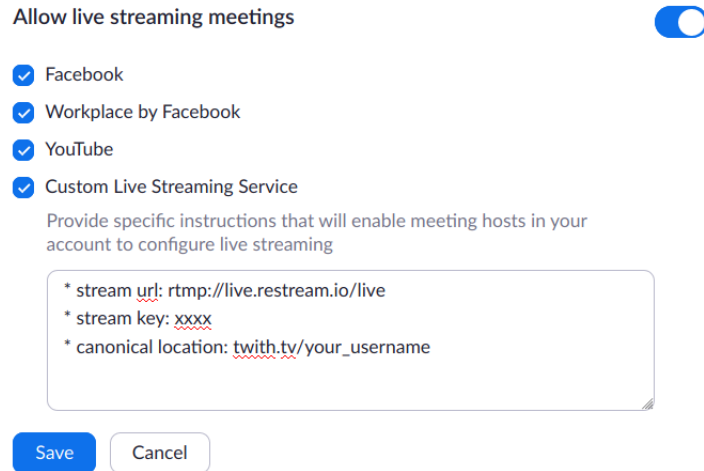 Allow live streaming meetings
Facebook
Workplace by Facebook
YouTube
Custom Live Streaming Service
Provide specific instructions that will enable meeting hosts in your
account to configure live streaming
* stream url: rtmp://live.restream.io/live
* stream key: xxxx
* canonical location: twith.tv/your_username
Save Cancel